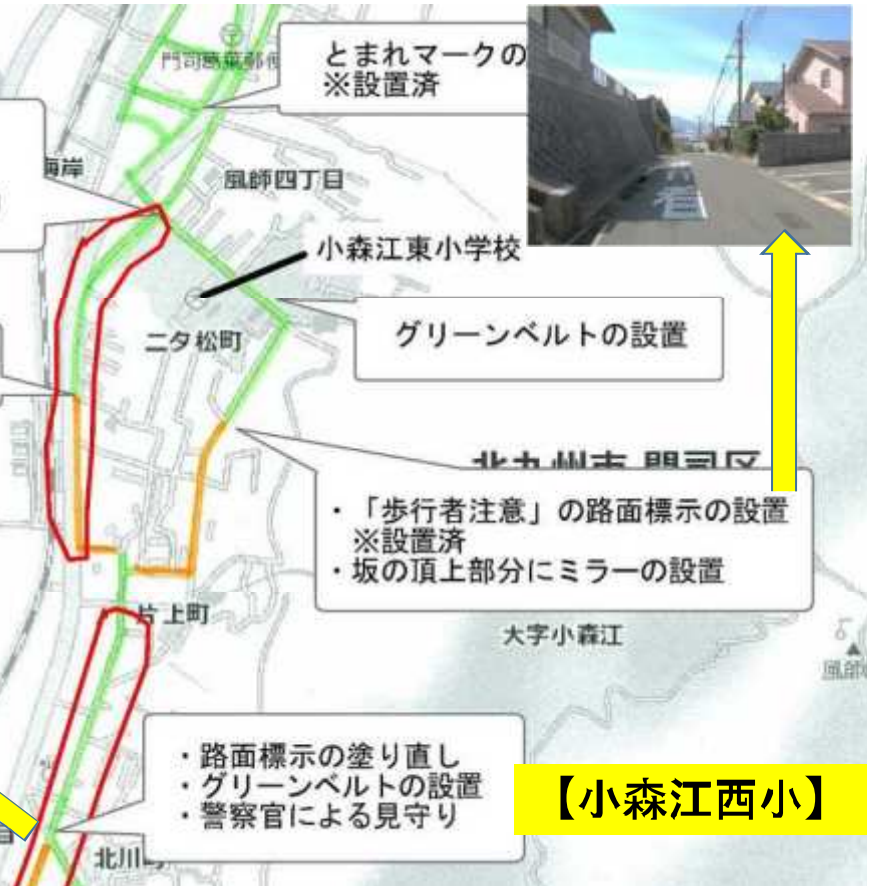 とまれマークの
※設置済
風師四丁目
小森江東小学校
グリーンベルトの設置
二タ松町
北九州市 門司区
・「歩行者注意」の路面標示の設置
※設置済
・坂の頂上部分にミラーの設置
片上町
大字小森江
・路面標示の塗り直し
・グリーンベルトの設置
・警察官による見守り
【小森江西小】
北川町